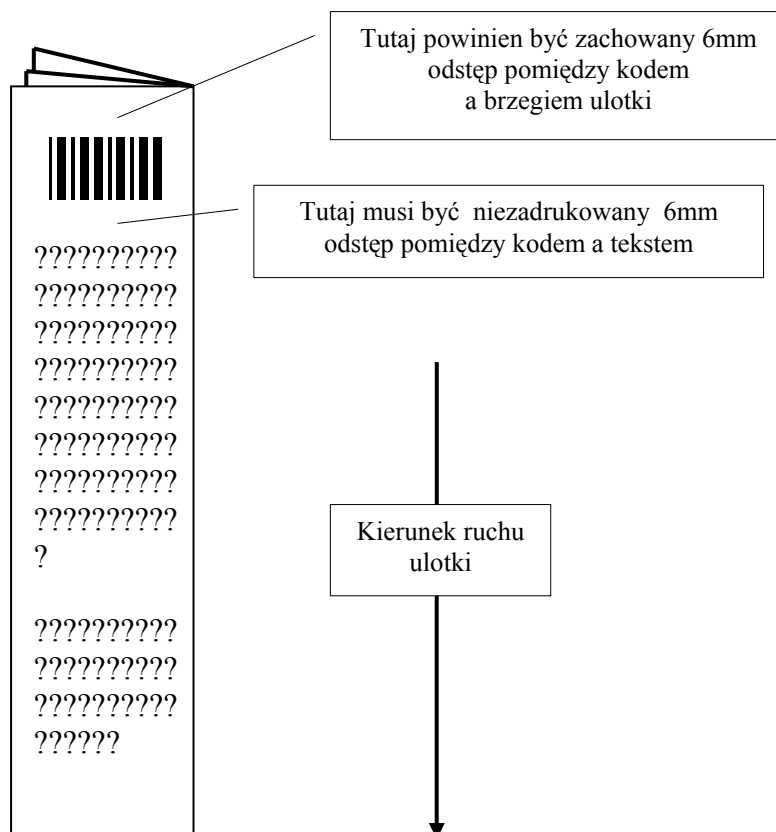 Tutaj powinien być zachowany 6mm
odstęp pomiędzy kodem
a brzegiem ulotki
Tutaj musi być niezadrukowany 6mm
odstęp pomiędzy kodem a tekstem
??????????
??????????
??????????
??????????
??????????
??????????
??????????
??????????
?
??????????
??????????
??????????
??????
Kierunek ruchu
ulotki